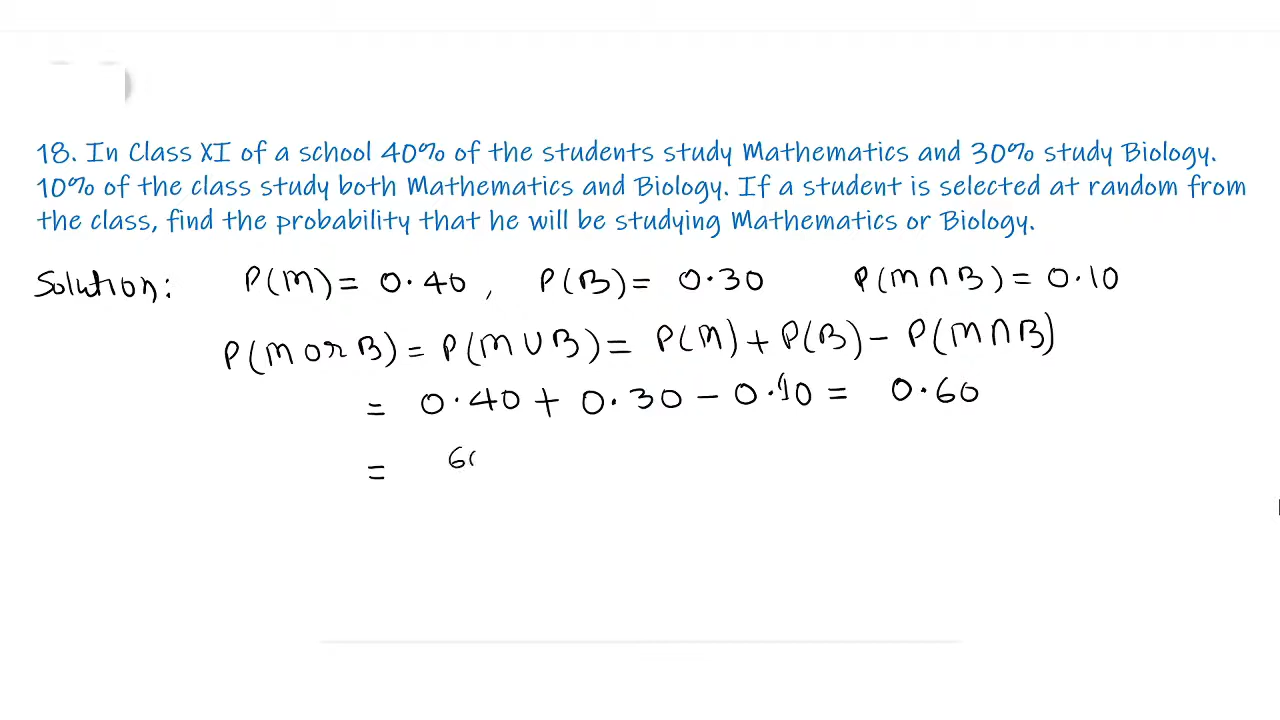 18. In Class XI of a school 40% of the students study Mathematics and 30% study Biology.
10% of the class study both Mathematics and Biology. If a student is selected at random from
the class, find the probability that he will be studying Mathematics or Biology.
Solution: P(M) = 0.40, P(B) = 0.30 P(M∩B) = 0.10
P(M or B) = P(M∪B) = P(M) + P(B) - P(M∩B)
= 0.40 + 0.30 - 0.10 = 0.60
= 6